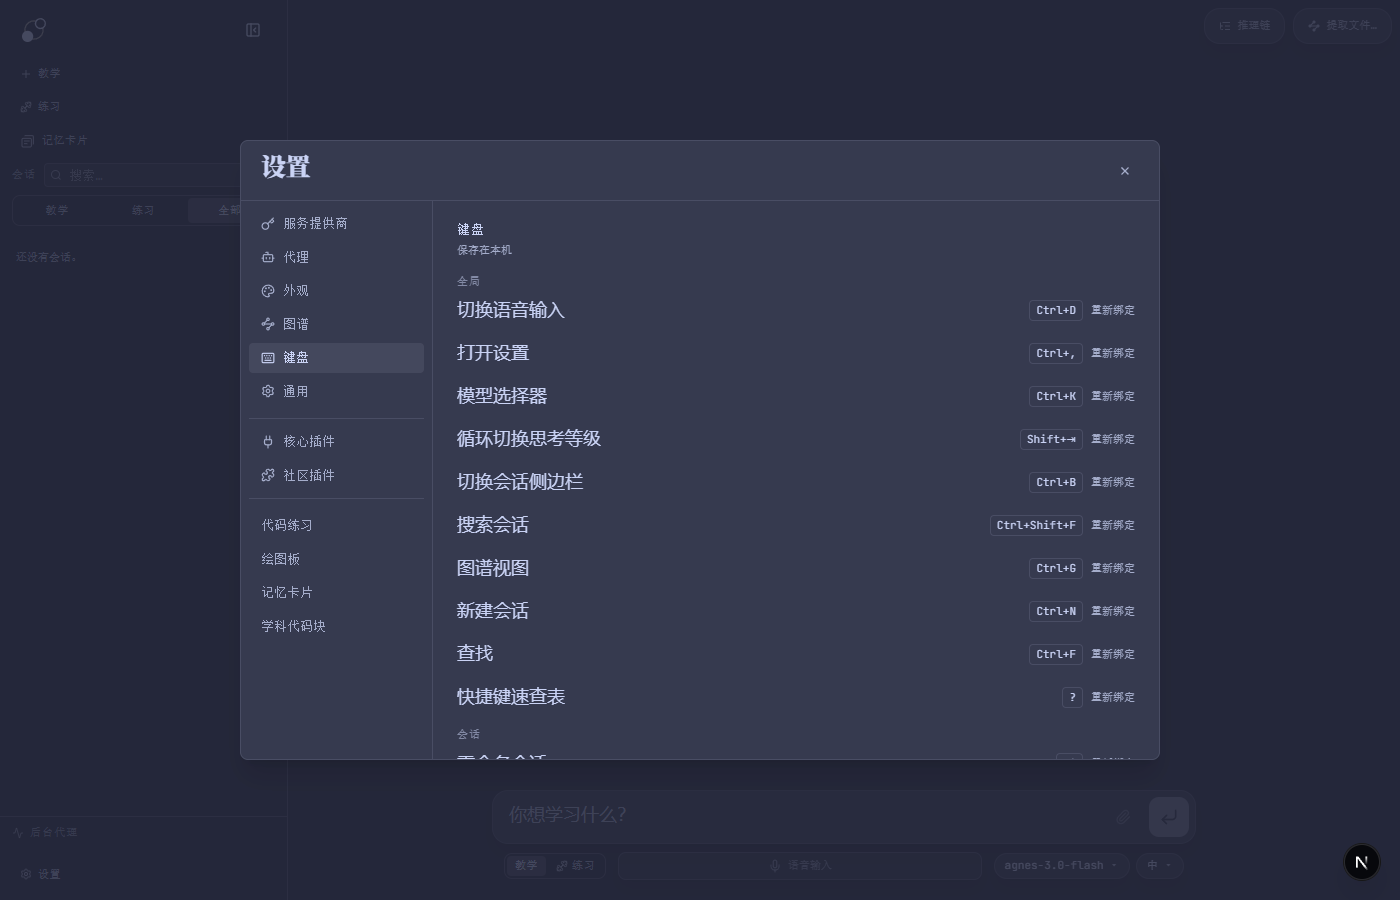 教学
练习
记忆卡片
会话
搜索…
教学 练习 全部
还没有会话。
后台代理
设置
推理链
提取文件…
设置
×
服务提供商
代理
外观
图谱
键盘
通用
核心插件
社区插件
代码练习
绘图板
记忆卡片
学科代码块
键盘
保存在本机
全局
切换语音输入 Ctrl+D 重新绑定
打开设置 Ctrl+, 重新绑定
模型选择器 Ctrl+K 重新绑定
循环切换思考等级 Shift+⇥ 重新绑定
切换会话侧边栏 Ctrl+B 重新绑定
搜索会话 Ctrl+Shift+F 重新绑定
图谱视图 Ctrl+G 重新绑定
新建会话 Ctrl+N 重新绑定
查找 Ctrl+F 重新绑定
快捷键速查表 ? 重新绑定
会话
你想学习什么?
教学 练习 语音输入 agnes-3.0-flash 中
N